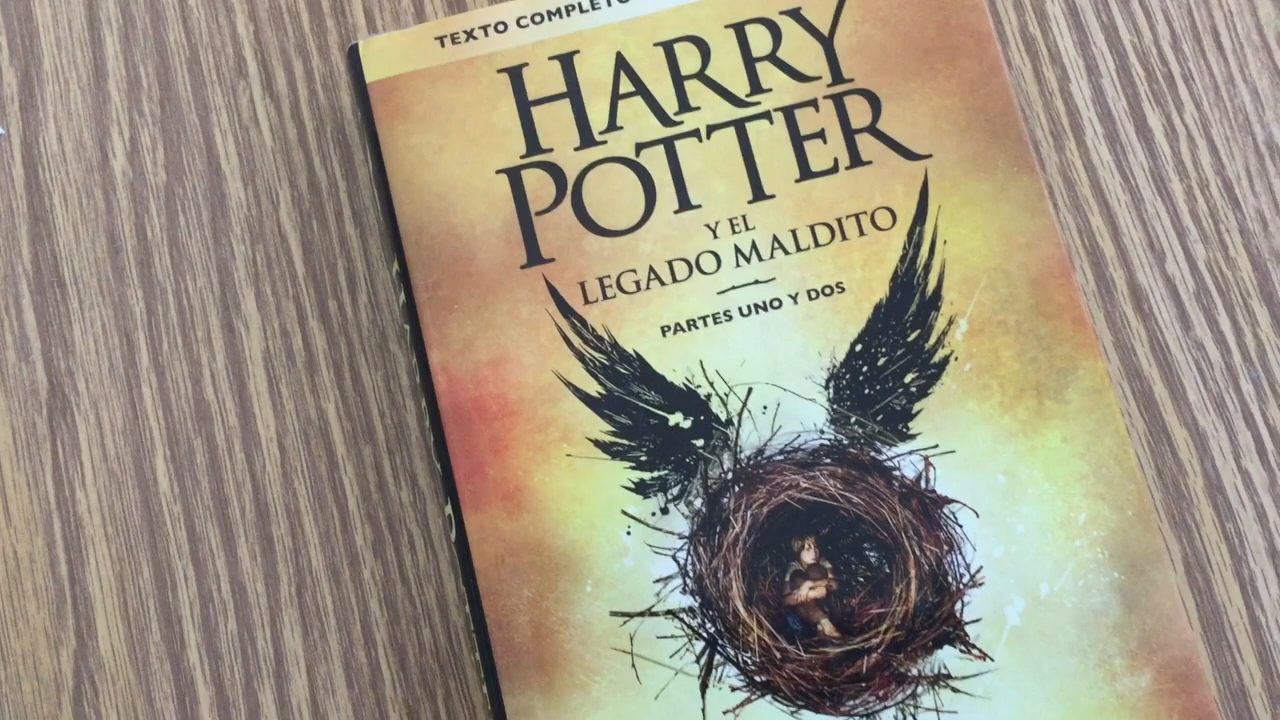 TEXTO COMPLETO
HARRY
POTTER
Y EL
LEGADO MALDITO
PARTES UNO Y DOS